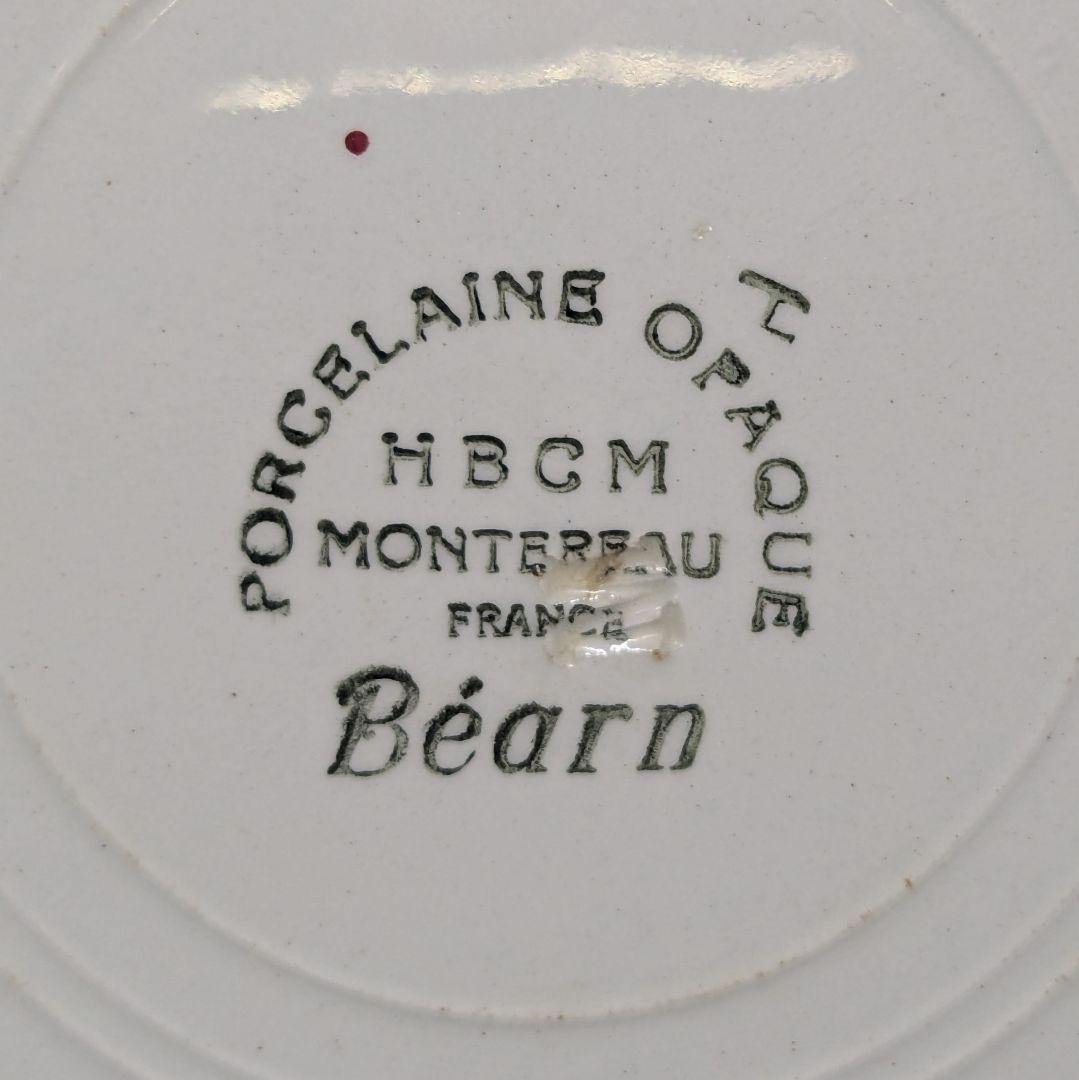 PORCELAINE OPAQUE
H
HBCM
MONTEREAU
FRANCE
Béarn